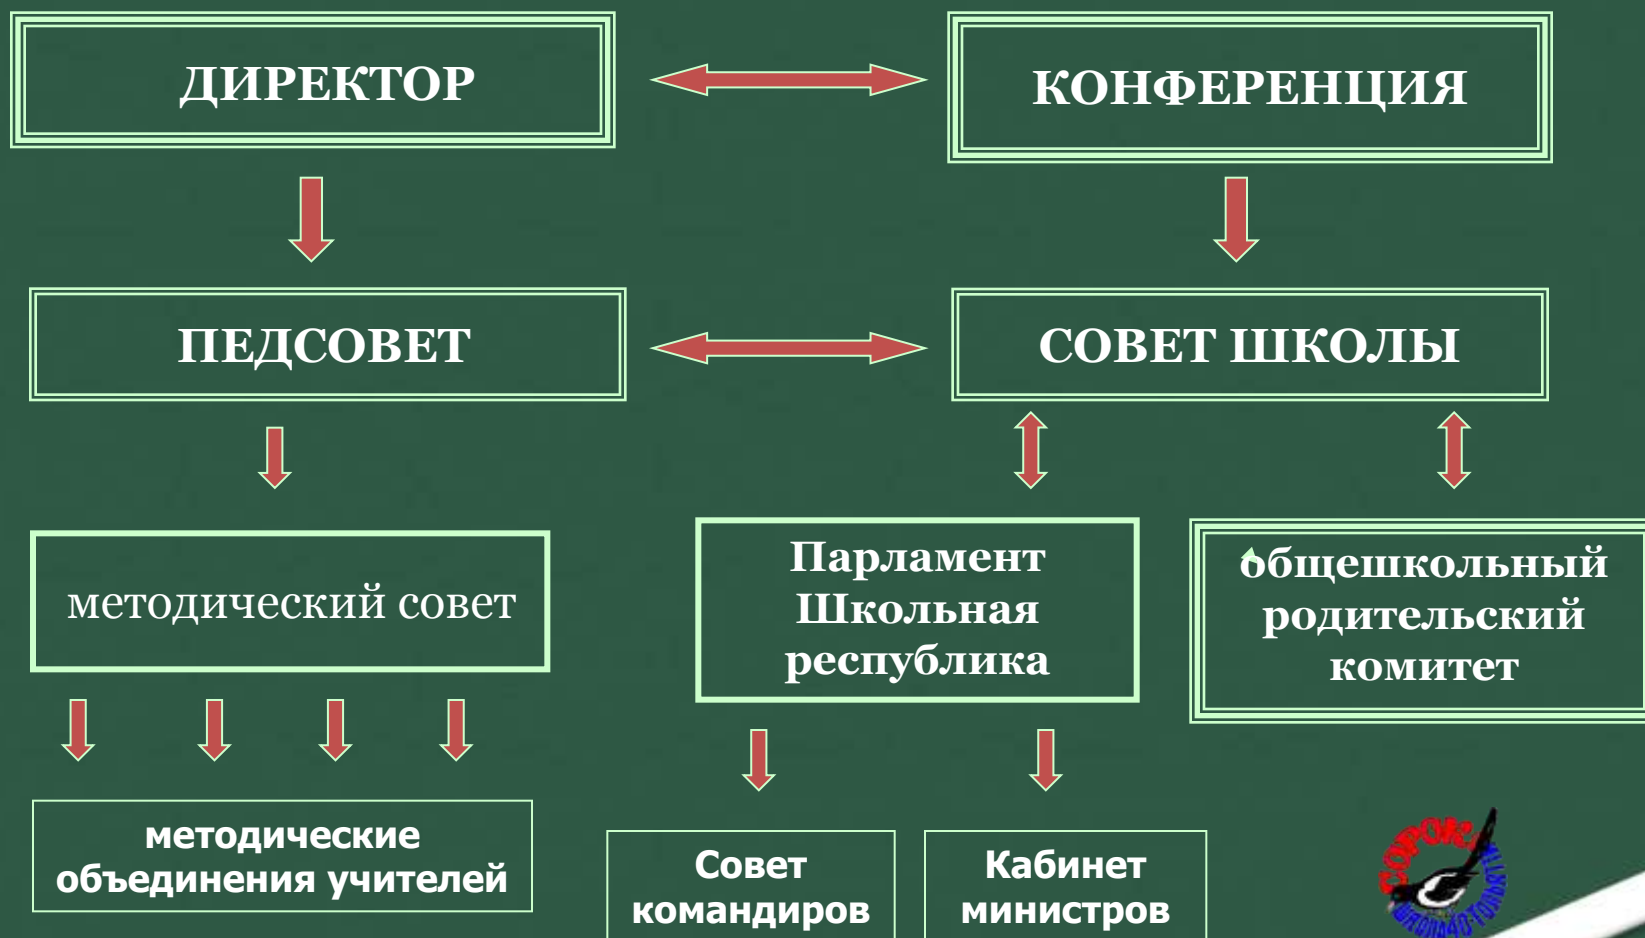 ДИРЕКТОР
КОНФЕРЕНЦИЯ
ПЕДСОВЕТ
СОВЕТ ШКОЛЫ
методический совет
Парламент
Школьная
республика
общешкольный
родительский
комитет
методические
объединения учителей
Совет
командиров
Кабинет
министров